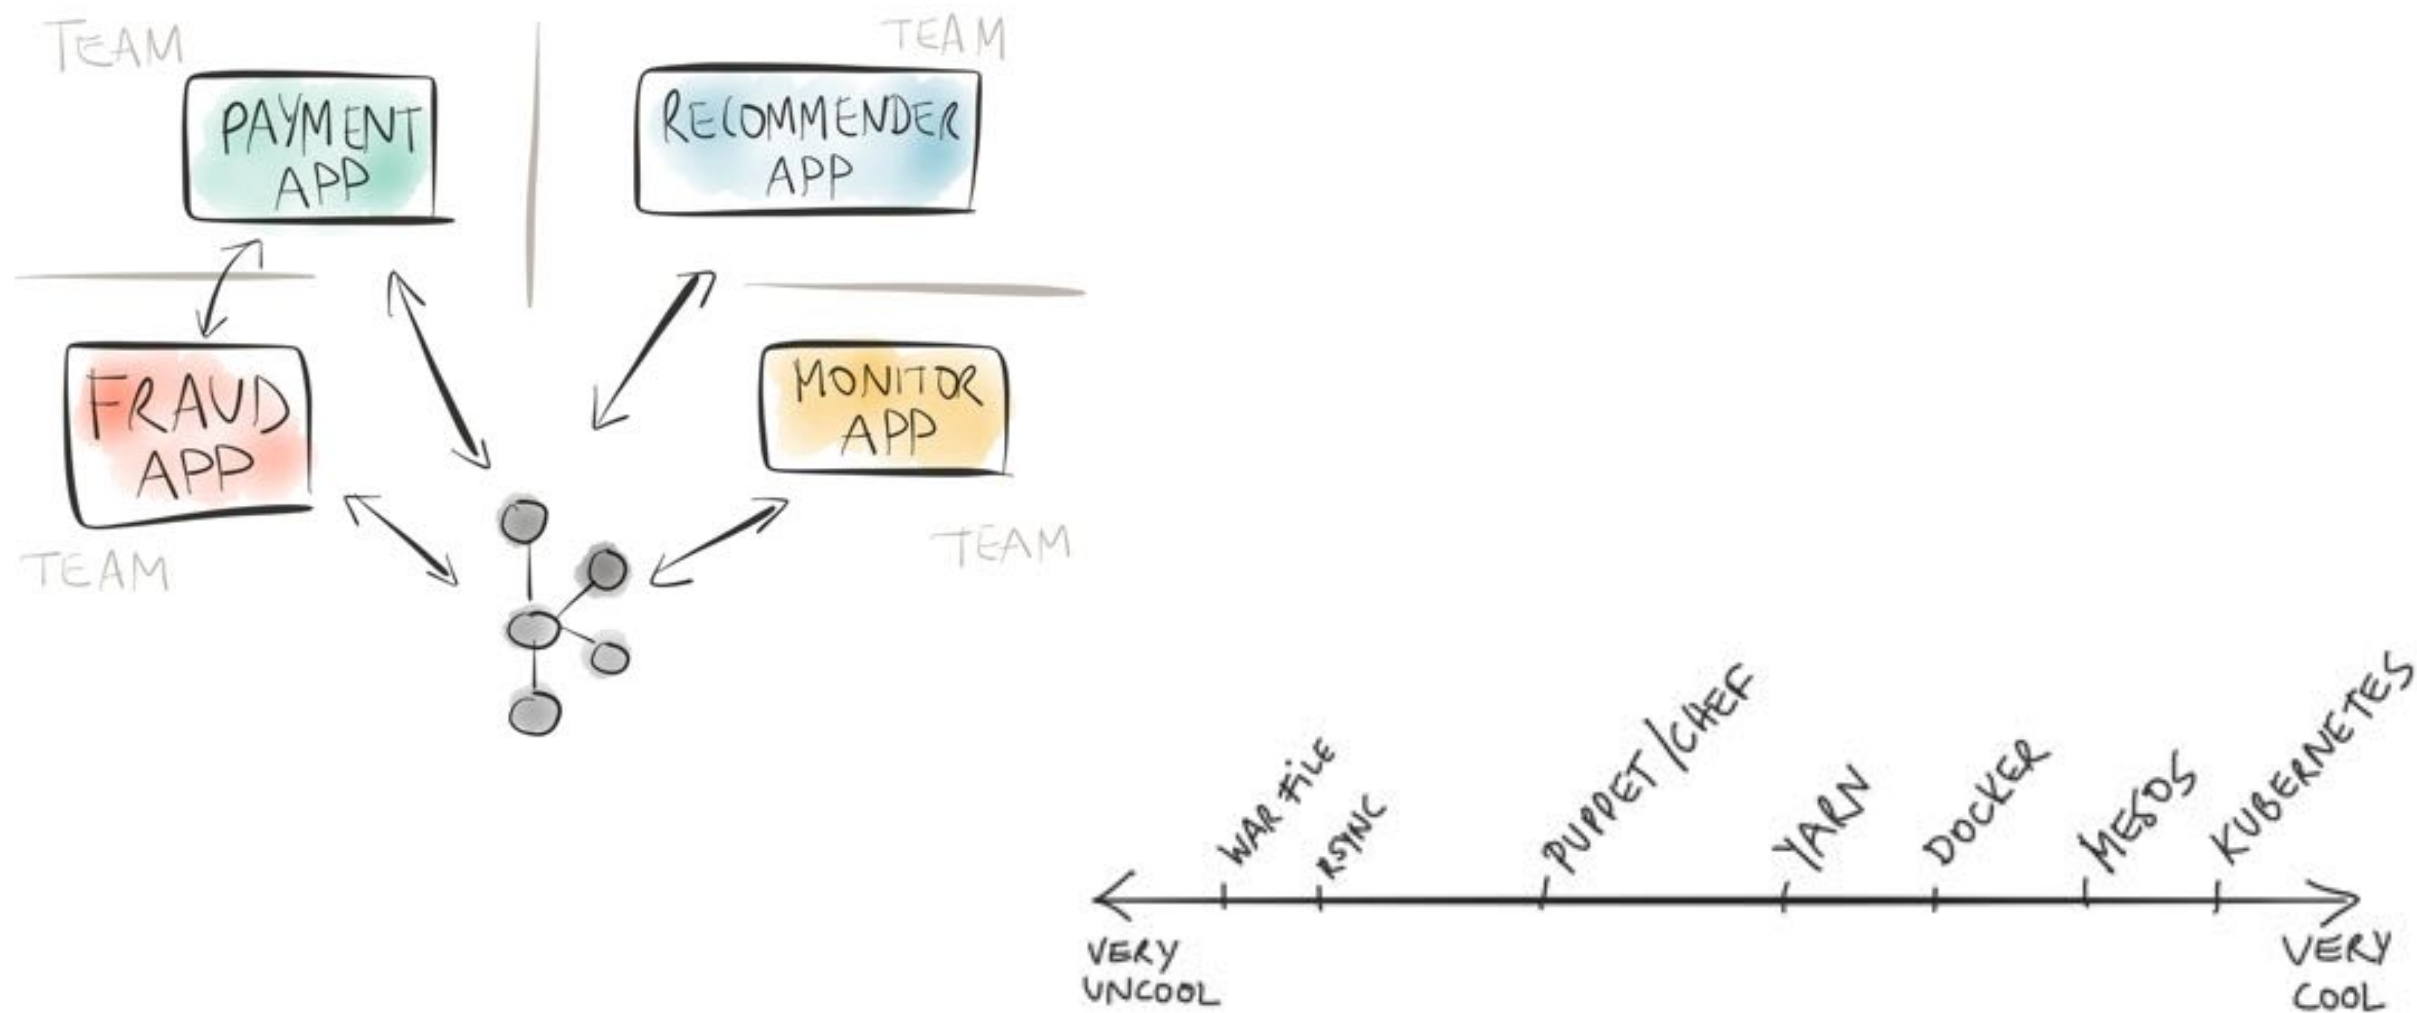 TEAM
PAYMENT
APP
TEAM
RECOMMENDER
APP
FRAUD
APP
TEAM
MONITOR
APP
TEAM
WAR FILE
RSYNC
PUPPET/CHEF
YARN
DOCKER
MESOS
KUBERNETES
VERY
UNCOOL
VERY
COOL